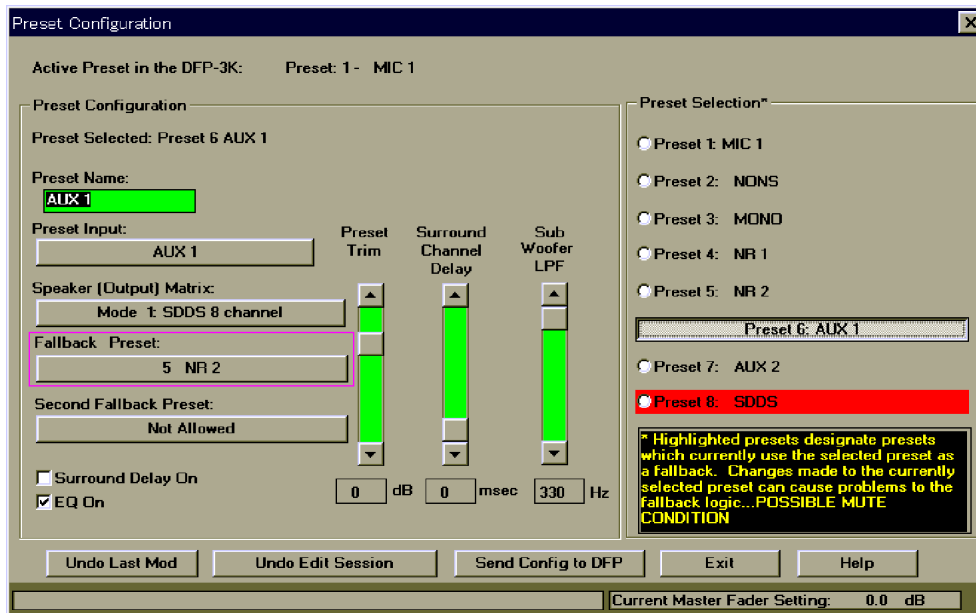 Preset Configuration
Active Preset in the DFP-3K: Preset: 1 - MIC 1
Preset Configuration
Preset Selected: Preset 6 AUX 1
Preset Name:
AUX 1
Preset Input:
AUX 1
Speaker (Output) Matrix:
Mode 1: SDDS 8 channel
Fallback Preset:
5 NR 2
Second Fallback Preset:
Not Allowed
Surround Delay On
EQ On
Preset
Trim
0 dB
Surround
Channel
Delay
0 msec
Sub
Woofer
LPF
330 Hz
Preset Selection*
Preset 1: MIC 1
Preset 2: NONS
Preset 3: MONO
Preset 4: NR 1
Preset 5: NR 2
Preset 6: AUX 1
Preset 7: AUX 2
Preset 8: SDDS
* Highlighted presets designate presets
which currently use the selected preset as
a fallback. Changes made to the currently
selected preset can cause problems to the
fallback logic...POSSIBLE MUTE
CONDITION
Undo Last Mod
Undo Edit Session
Send Config to DFP
Exit
Help
Current Master Fader Setting: 0.0 dB